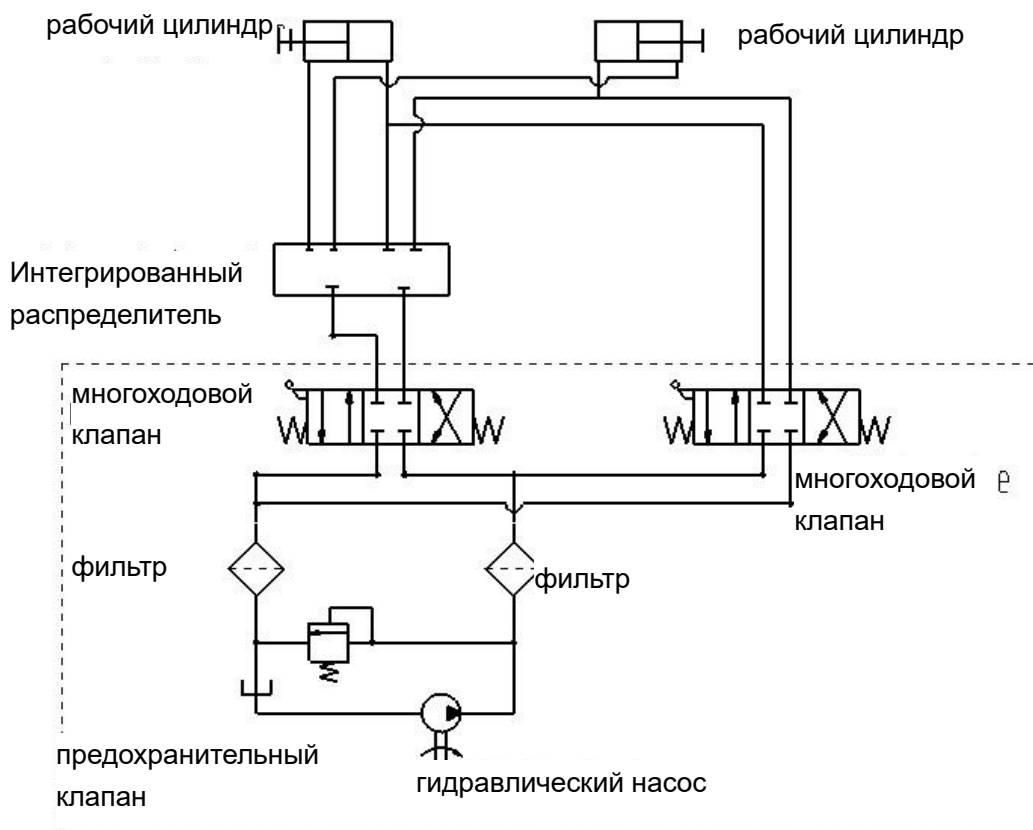 рабочий цилиндр
рабочий цилиндр
Интегрированный
распределитель
многоходовой
клапан
многоходовой е
клапан
фильтр
фильтр
предохранительный
клапан
гидравлический насос